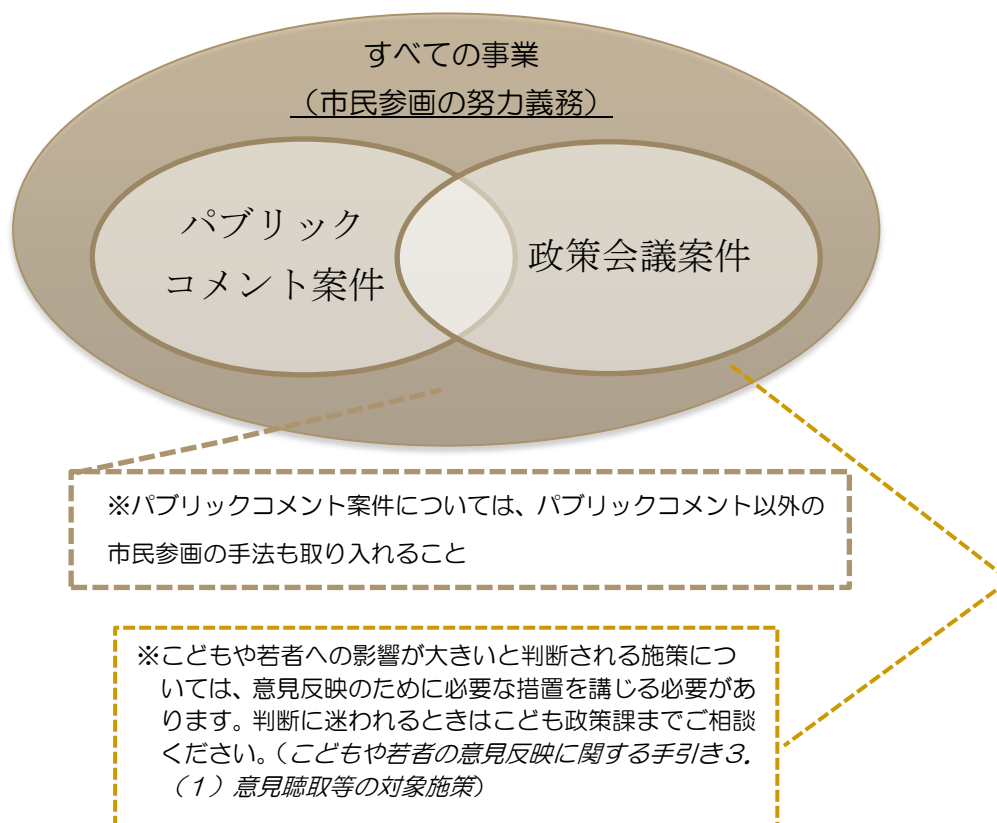 すべての事業
（市民参画の努力義務）
パブリック
コメント案件
政策会議案件
※パブリックコメント案件については、パブリックコメント以外の
市民参画の手法も取り入れること
※こどもや若者への影響が大きいと判断される施策につ
いては、意見反映のために必要な措置を講じる必要があ
ります。判断に迷われるときはこども政策課までご相談
ください。（こどもや若者の意見反映に関する手引き３．
（１）意見聴取等の対象施策）